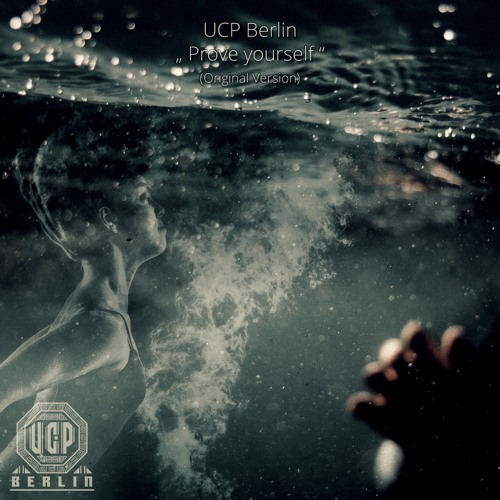 UCP Berlin
„ Prove yourself “
(Original Version)
UCP
BERLIN